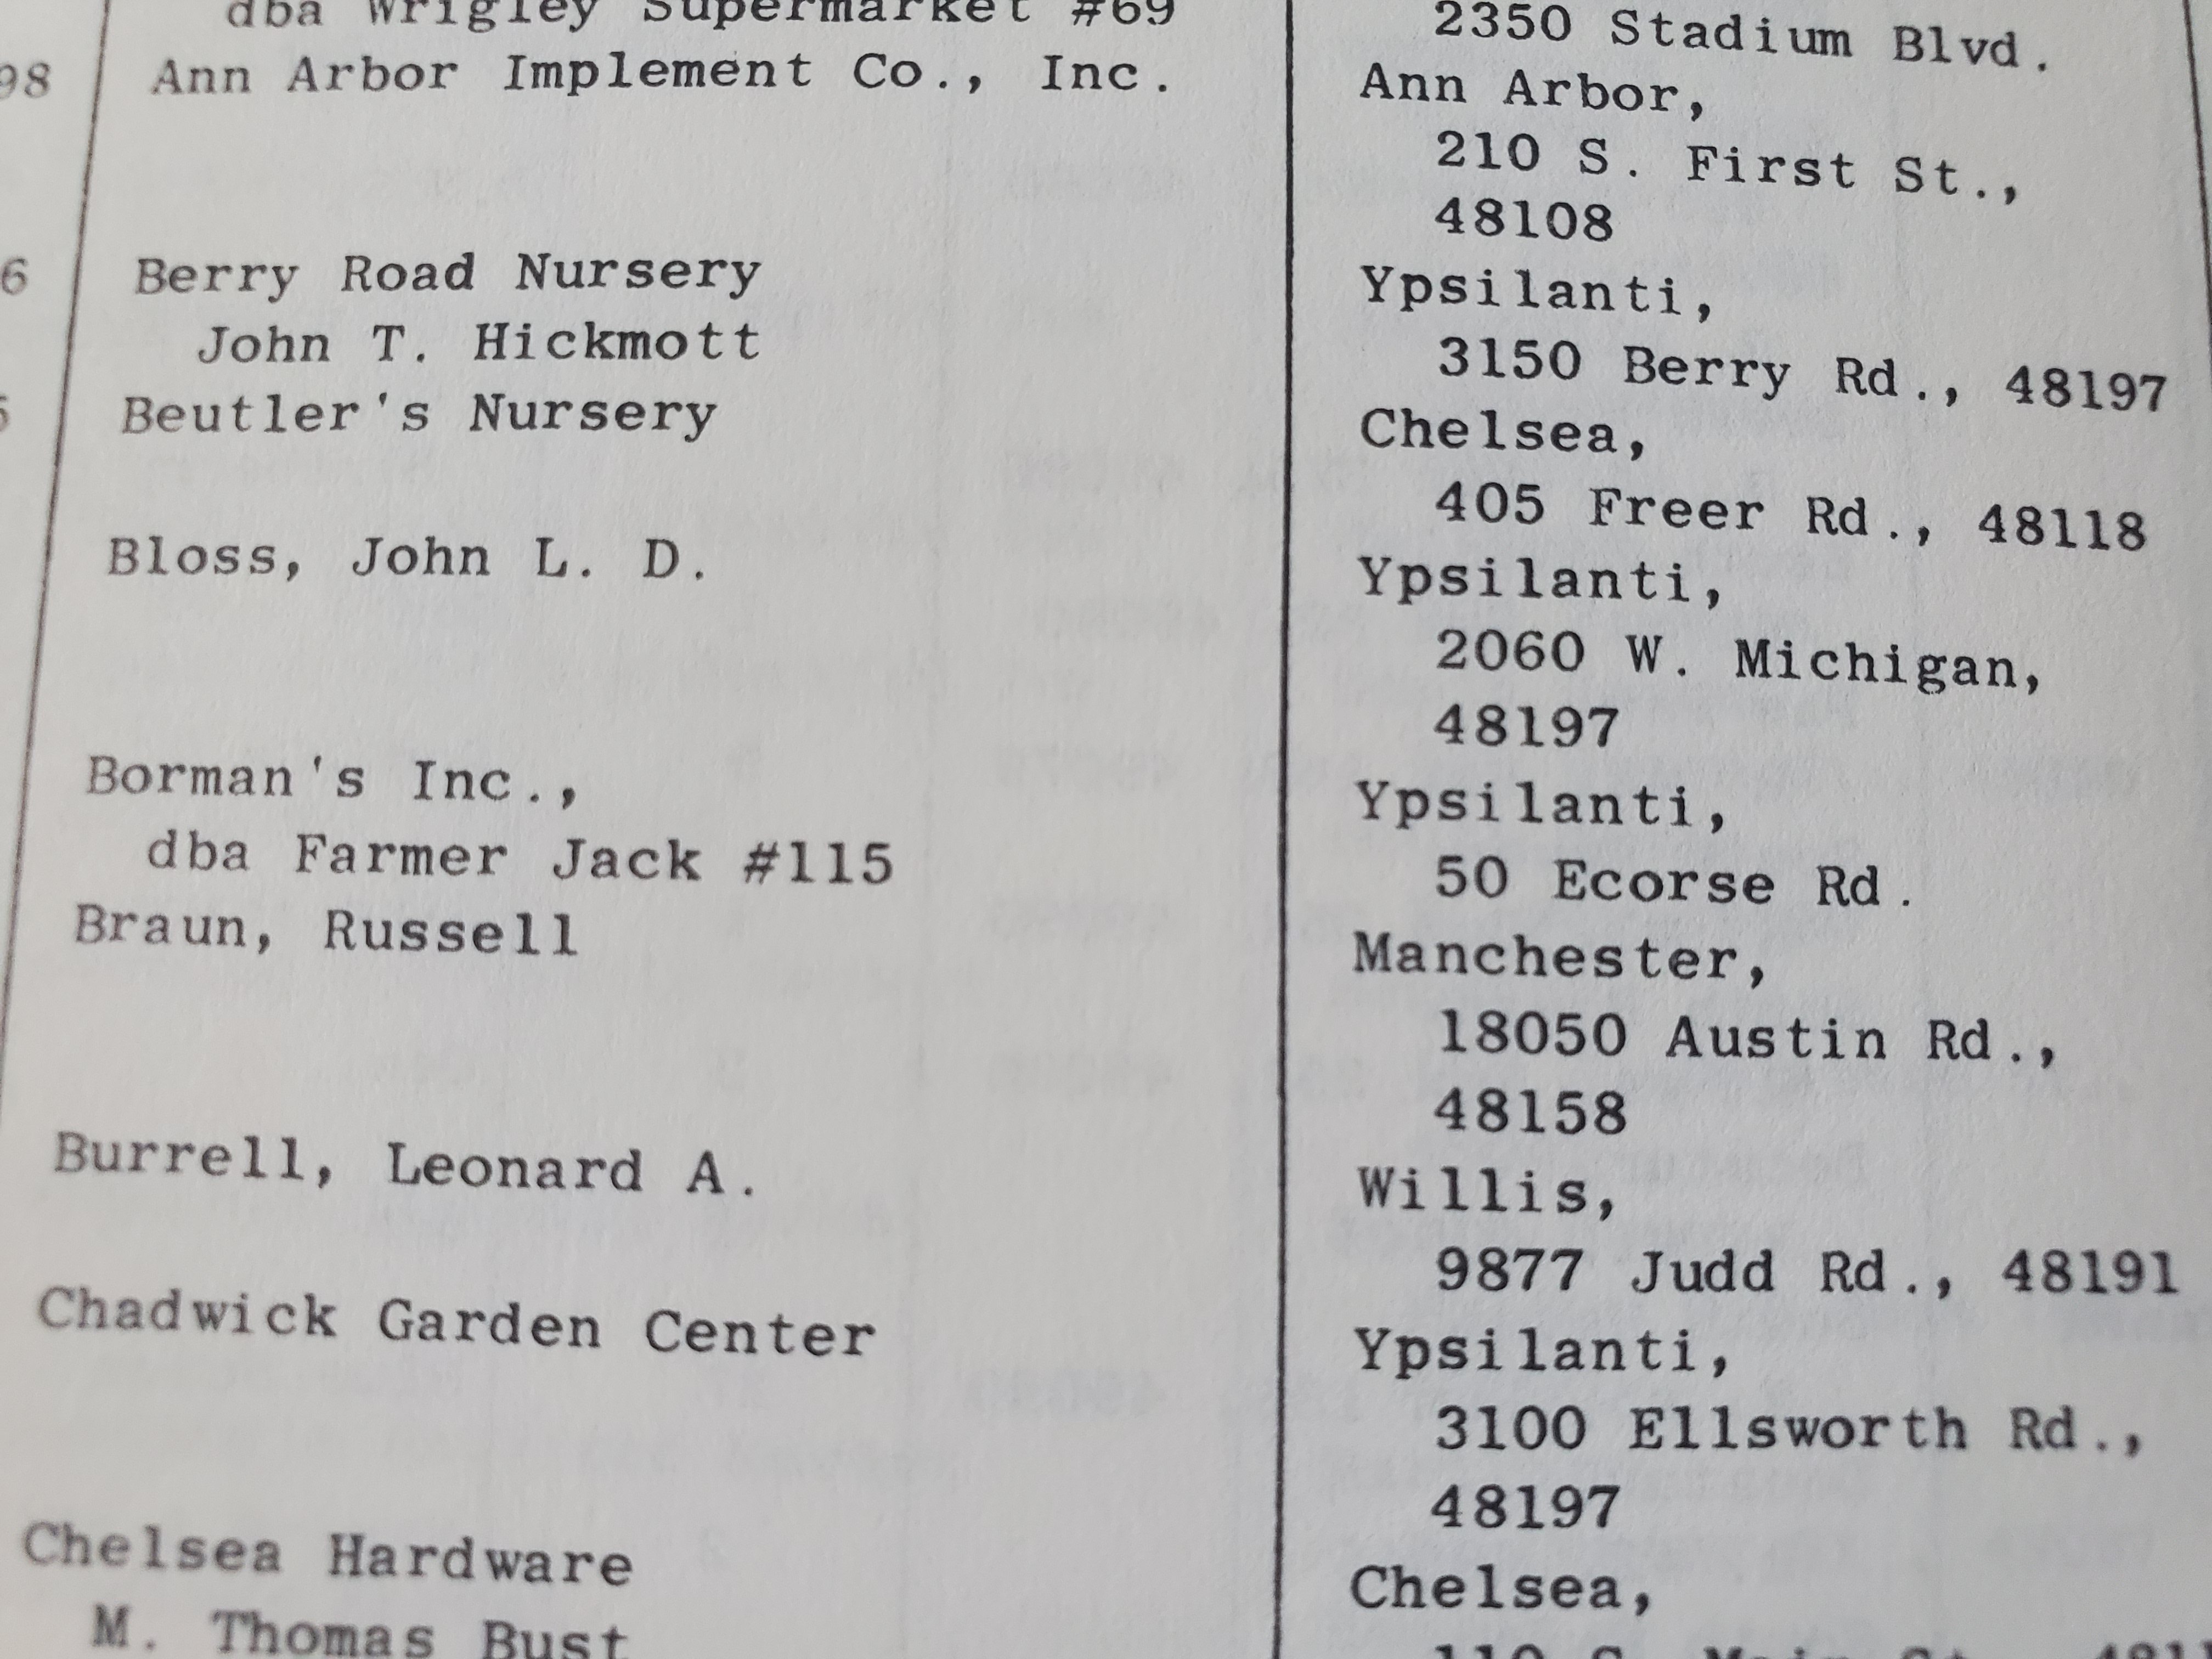 dba Wrigley Supermarket #69
2350 Stadium Blvd.
98 Ann Arbor Implement Co., Inc.
Ann Arbor,
210 S. First St.,
48108
6 Berry Road Nursery
Ypsilanti,
John T. Hickmott
3150 Berry Rd., 48197
Beutler's Nursery
Chelsea,
405 Freer Rd., 48118
Bloss, John L. D.
Ypsilanti,
2060 W. Michigan,
48197
Borman's Inc.,
Ypsilanti,
dba Farmer Jack #115
50 Ecorse Rd.
Braun, Russell
Manchester,
18050 Austin Rd.,
48158
Burrell, Leonard A.
Willis,
9877 Judd Rd., 48191
Chadwick Garden Center
Ypsilanti,
3100 Ellsworth Rd.,
48197
Chelsea Hardware
Chelsea,
M. Thomas Bust
110 S. Main St.